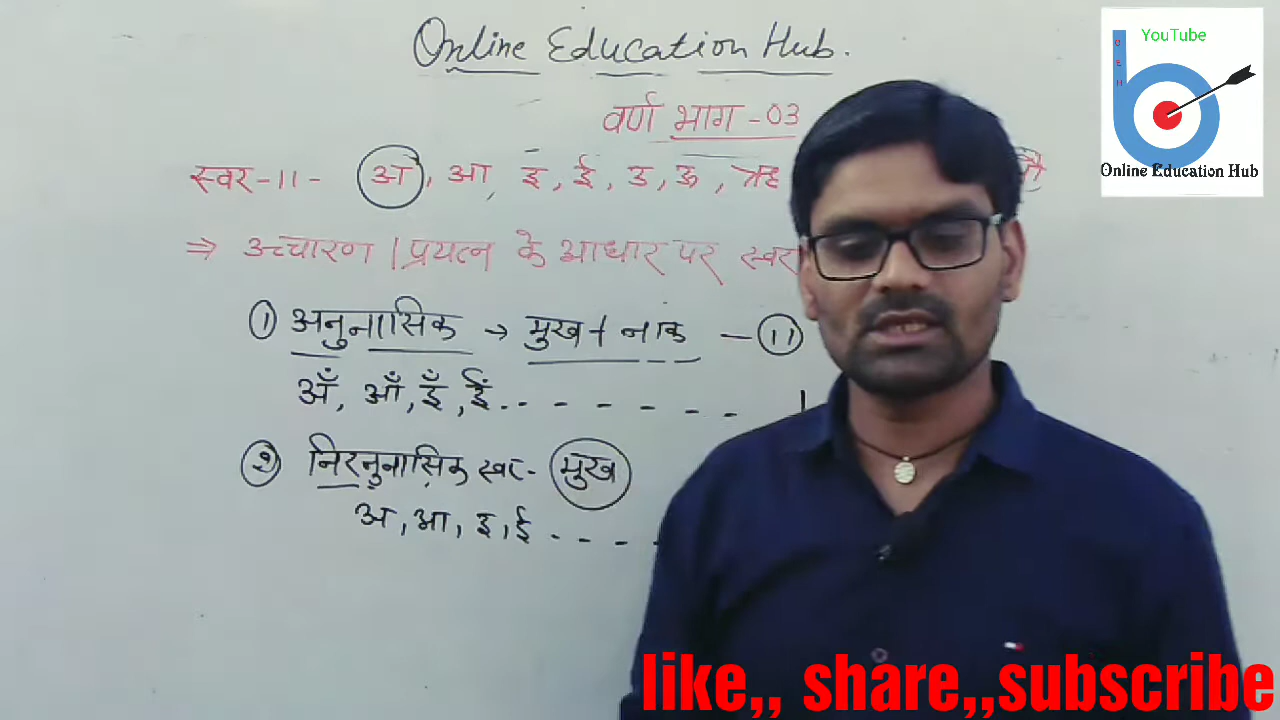 Online Education Hub.
YouTube
O
E
H
Online Education Hub
वर्ण भाग -03
स्वर-11- अ, आ, इ, ई, उ, ऊ, ऋ
⇒ उच्चारण / प्रयत्न के आधार पर स्वर
① अनुनासिक → मुख + नाक - ⑪
अँ, आँ, इँ, ईं . . - - - - - - -
② निरनुनासिक स्वर - मुख
अ, आ, इ, ई - - - -
like,, share,,subscribe